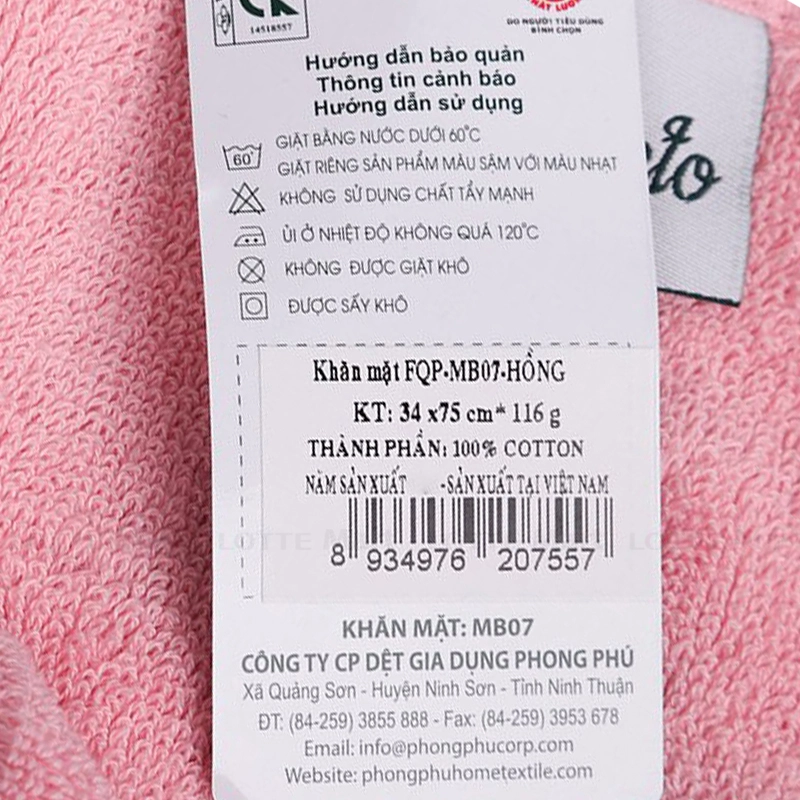 14518557
DO NGƯỜI TIÊU DÙNG
BÌNH CHỌN
Hướng dẫn bảo quản
Thông tin cảnh báo
Hướng dẫn sử dụng
60°
GIẶT BẰNG NƯỚC DƯỚI 60°C
GIẶT RIÊNG SẢN PHẨM MÀU SẬM VỚI MÀU NHẠT
KHÔNG SỬ DỤNG CHẤT TẨY MẠNH
ỦI Ở NHIỆT ĐỘ KHÔNG QUÁ 120°C
KHÔNG ĐƯỢC GIẶT KHÔ
ĐƯỢC SẤY KHÔ
Khăn mặt FQP-MB07-HỒNG
KT: 34 x75 cm* 116 g
THÀNH PHẦN: 100% COTTON
NĂM SẢN XUẤT -SẢN XUẤT TẠI VIỆT NAM
8 934976 207557
LOTTE
KHĂN MẶT: MB07
CÔNG TY CP DỆT GIA DỤNG PHONG PHÚ
Xã Quảng Sơn - Huyện Ninh Sơn - Tỉnh Ninh Thuận
ĐT: (84-259) 3855 888 - Fax: (84-259) 3953 678
Email: info@phongphucorp.com
Website: phongphuhometextile.com